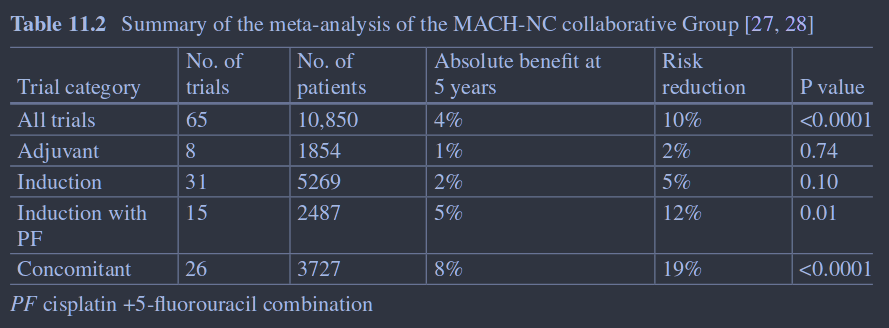 Table 11.2 Summary of the meta-analysis of the MACH-NC collaborative Group [27, 28]
Trial category No. of trials No. of patients Absolute benefit at 5 years Risk reduction P value
All trials 65 10,850 4% 10% <0.0001
Adjuvant 8 1854 1% 2% 0.74
Induction 31 5269 2% 5% 0.10
Induction with PF 15 2487 5% 12% 0.01
Concomitant 26 3727 8% 19% <0.0001
PF cisplatin +5-fluorouracil combination